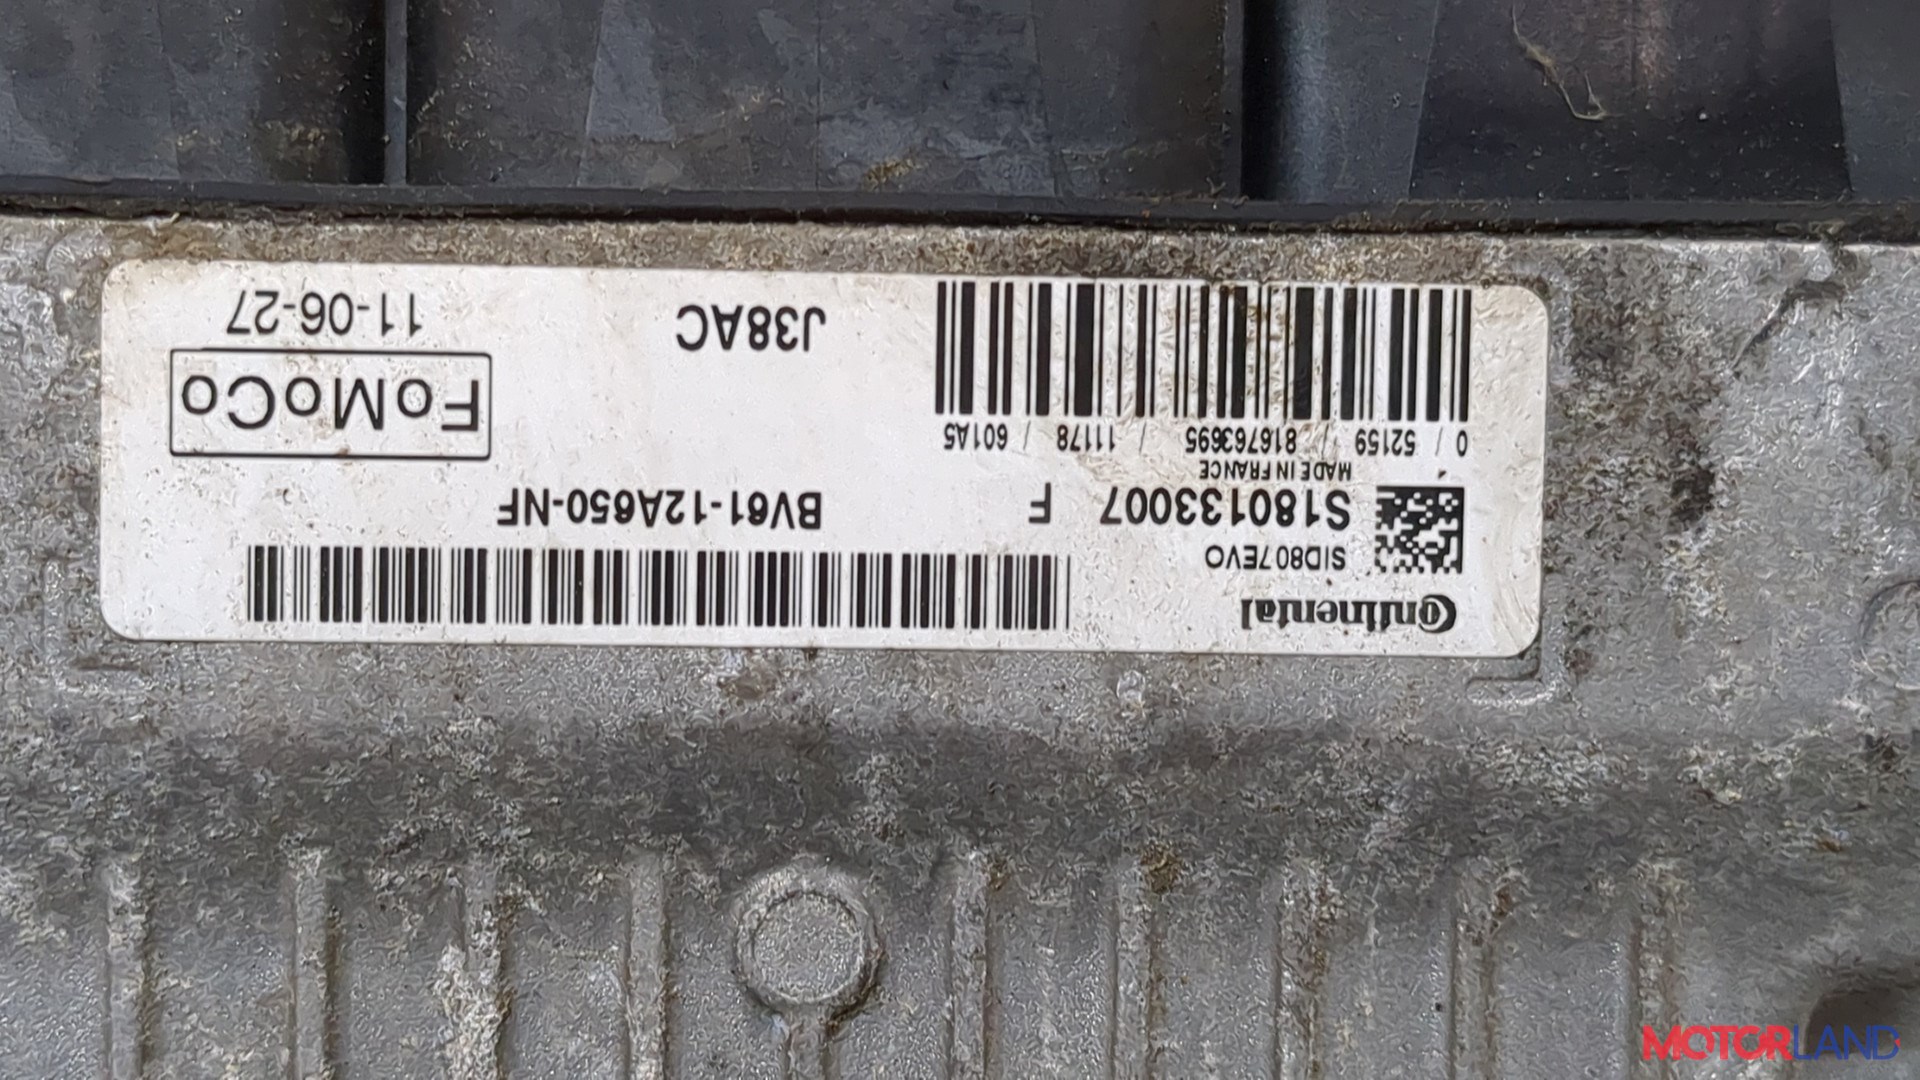 Continental
SID807EVO
S180133007 F
BV61-12A650-NF
MADE IN FRANCE
0 / 52159 / 816763695 / 11178 / 601A5
FoMoCo
J38AC
11-06-27
MOTORLAND